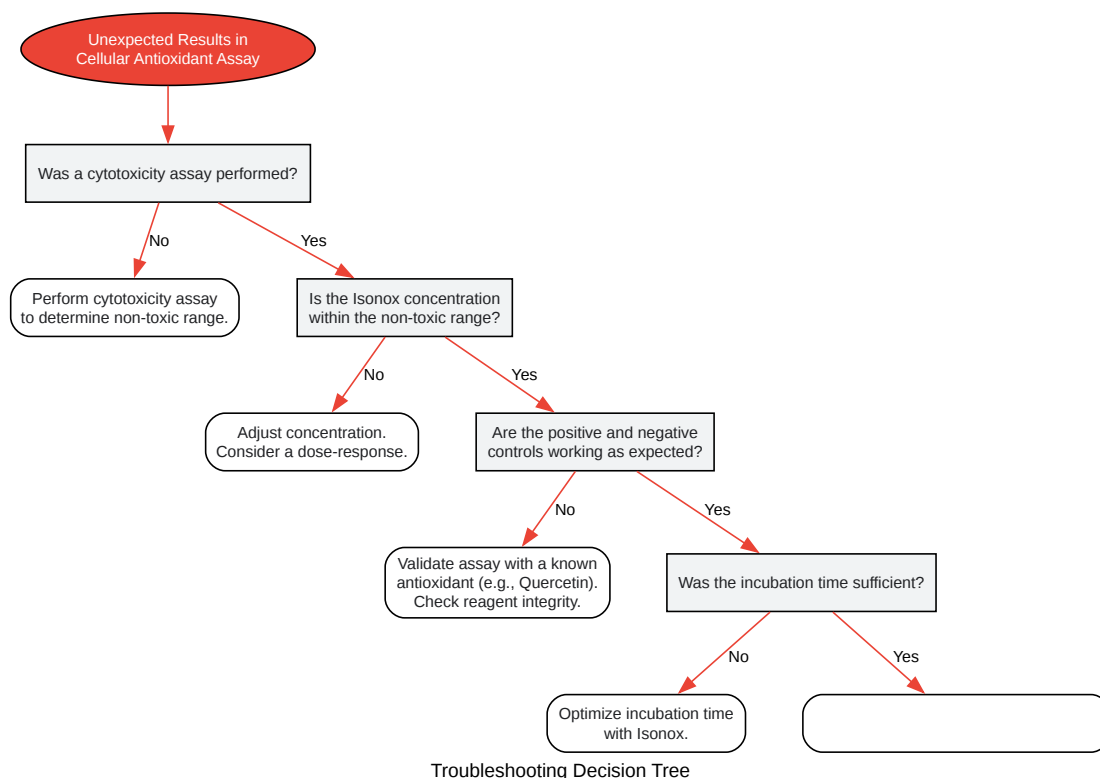 Unexpected Results in
Cellular Antioxidant Assay
Was a cytotoxicity assay performed?
No
Yes
Perform cytotoxicity assay
to determine non-toxic range.
Is the Isonox concentration
within the non-toxic range?
No
Yes
Adjust concentration.
Consider a dose-response.
Are the positive and negative
controls working as expected?
No
Yes
Validate assay with a known
antioxidant (e.g., Quercetin).
Check reagent integrity.
Was the incubation time sufficient?
No
Yes
Optimize incubation time
with Isonox.
Troubleshooting Decision Tree